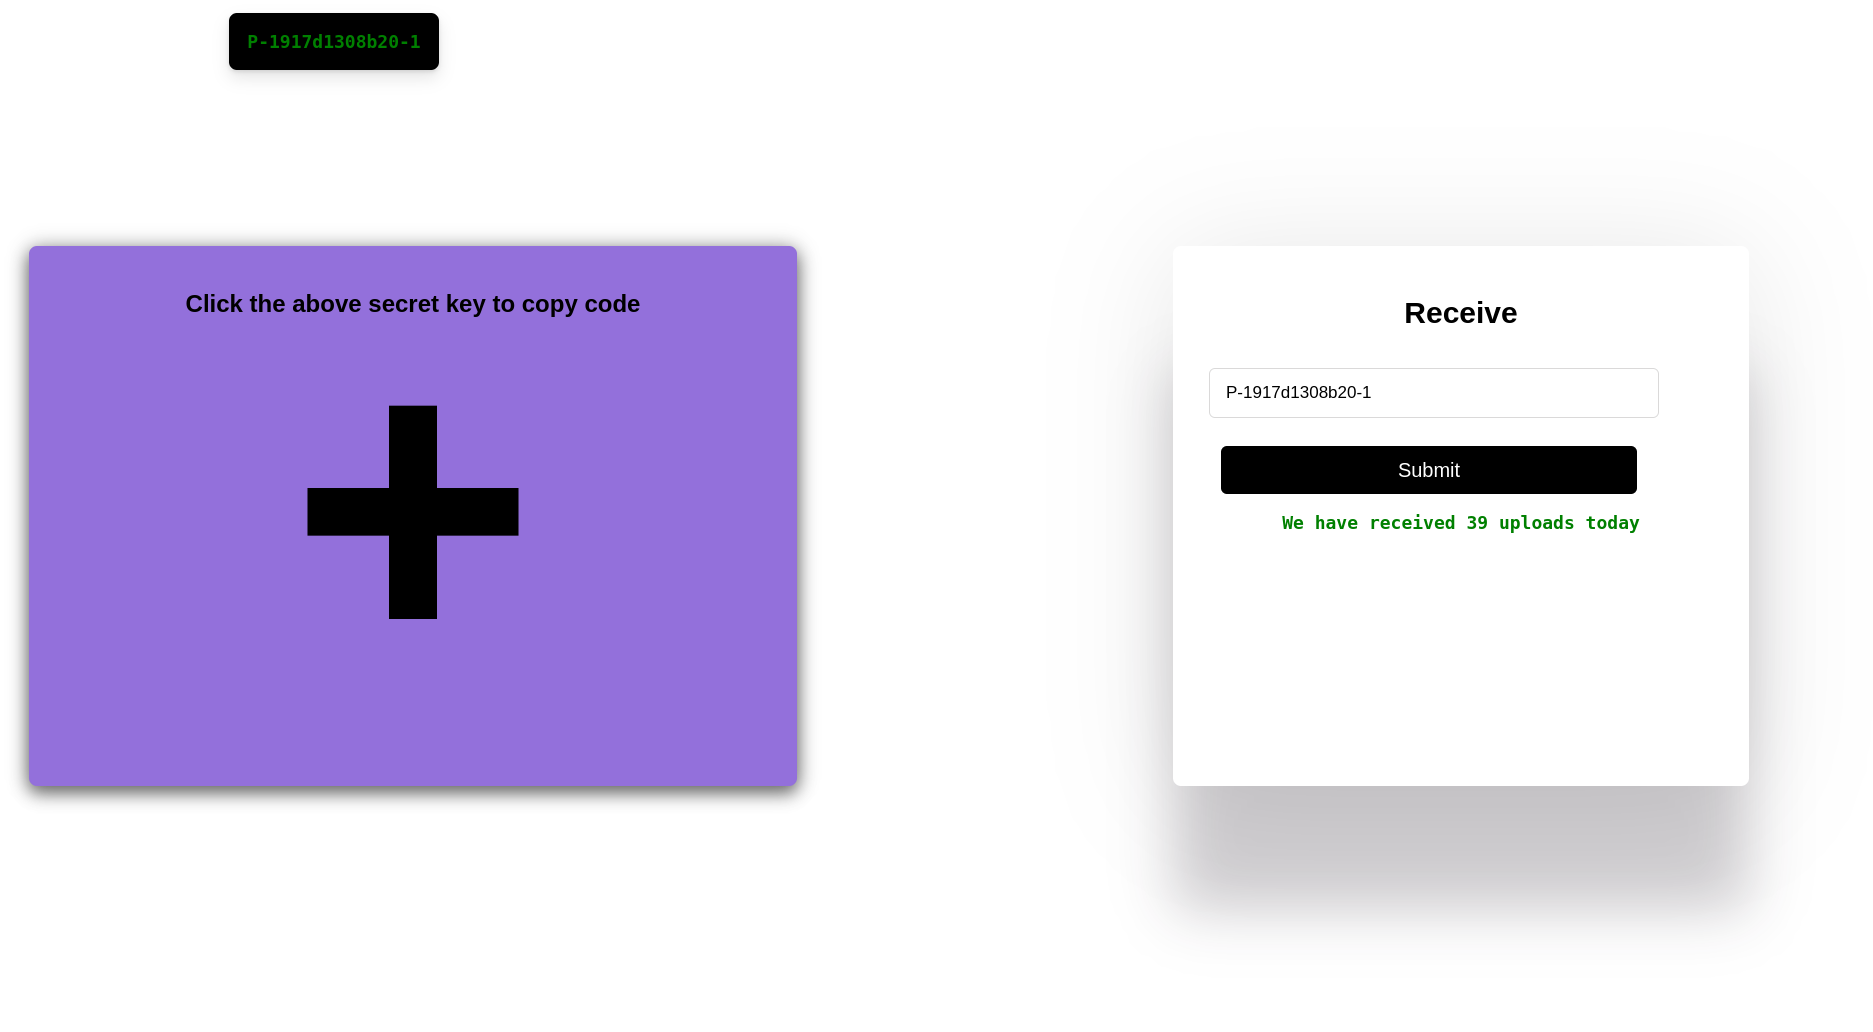 P-1917d1308b20-1
Click the above secret key to copy code
Receive
P-1917d1308b20-1
Submit
We have received 39 uploads today